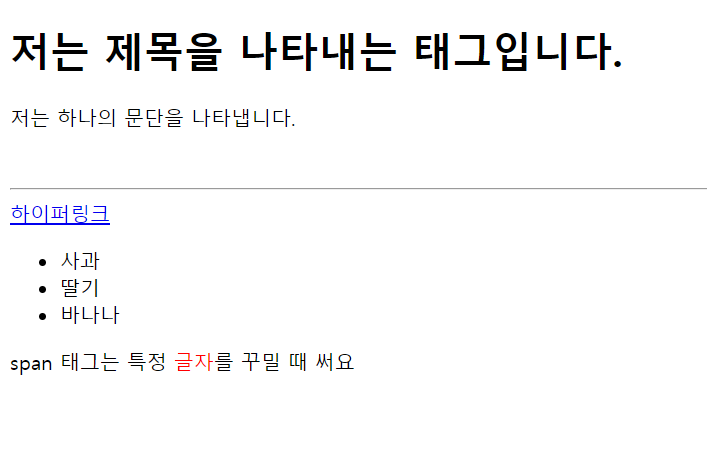 저는 제목을 나타내는 태그입니다.
저는 하나의 문단을 나타냅니다.
하이퍼링크
사과
딸기
바나나
span 태그는 특정 글자를 꾸밀 때 써요